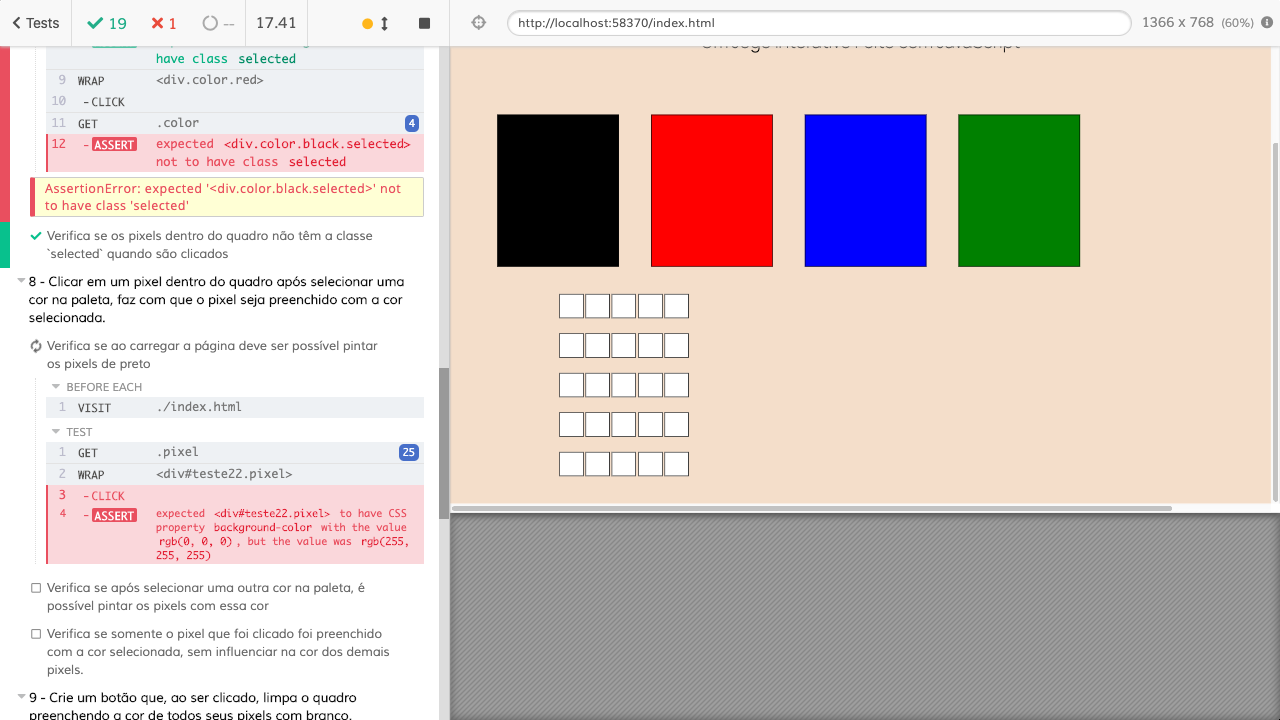 Tests
19
1
--
17.41
http://localhost:58370/index.html
1366 x 768 (60%)
have class selected
9 WRAP <div.color.red>
10 -CLICK
11 GET .color 4
12 -ASSERT expected <div.color.black.selected>
not to have class selected
AssertionError: expected '<div.color.black.selected>' not
to have class 'selected'
Verifica se os pixels dentro do quadro não têm a classe
`selected` quando são clicados
8 - Clicar em um pixel dentro do quadro após selecionar uma
cor na paleta, faz com que o pixel seja preenchido com a cor
selecionada.
Verifica se ao carregar a página deve ser possível pintar
os pixels de preto
BEFORE EACH
1 VISIT ./index.html
TEST
1 GET .pixel 25
2 WRAP <div#teste22.pixel>
3 -CLICK
4 -ASSERT expected <div#teste22.pixel> to have CSS
property background-color with the value
rgb(0, 0, 0), but the value was rgb(255,
255, 255)
Verifica se após selecionar uma outra cor na paleta, é
possível pintar os pixels com essa cor
Verifica se somente o pixel que foi clicado foi preenchido
com a cor selecionada, sem influenciar na cor dos demais
pixels.
9 - Crie um botão que, ao ser clicado, limpa o quadro
preenchendo a cor de todos seus pixels com branco.